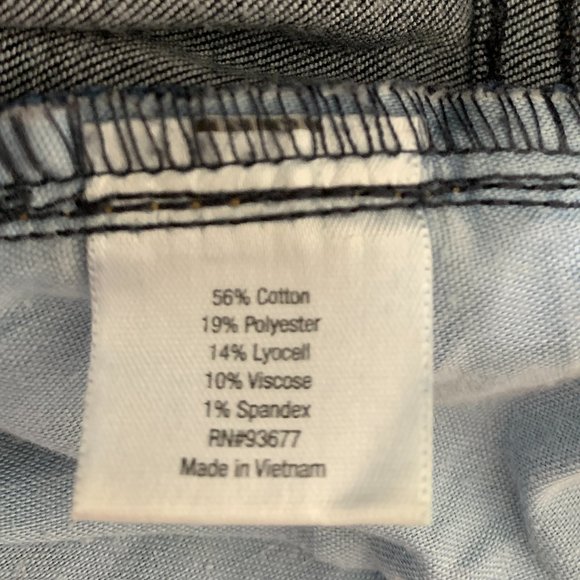 56% Cotton
19% Polyester
14% Lyocell
10% Viscose
1% Spandex
RN#93677
Made in Vietnam